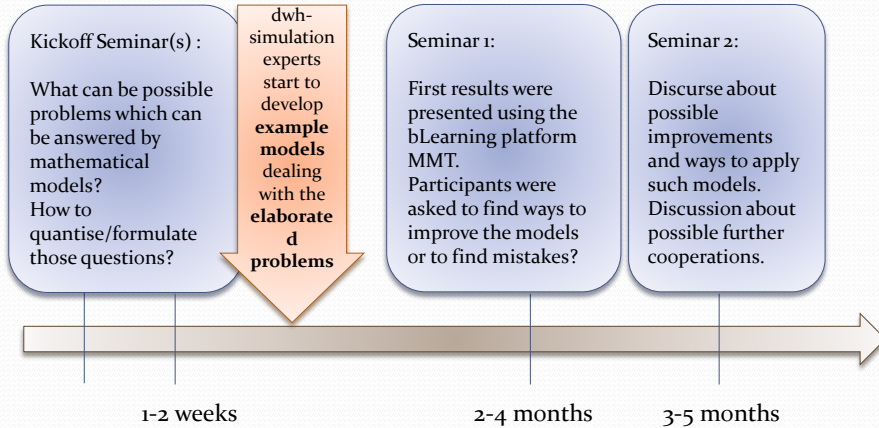 Kickoff Seminar(s) :
What can be possible
problems which can
be answered by
mathematical
models?
How to
quantise/formulate
those questions?
dwh-
simulation
experts
start to
develop
example
models
dealing
with the
elaborate
d
problems
Seminar 1:
First results were
presented using the
bLearning platform
MMT.
Participants were
asked to find ways to
improve the models
or to find mistakes?
Seminar 2:
Discurse about
possible
improvements
and ways to apply
such models.
Discussion about
possible further
cooperations.
1-2 weeks
2-4 months
3-5 months